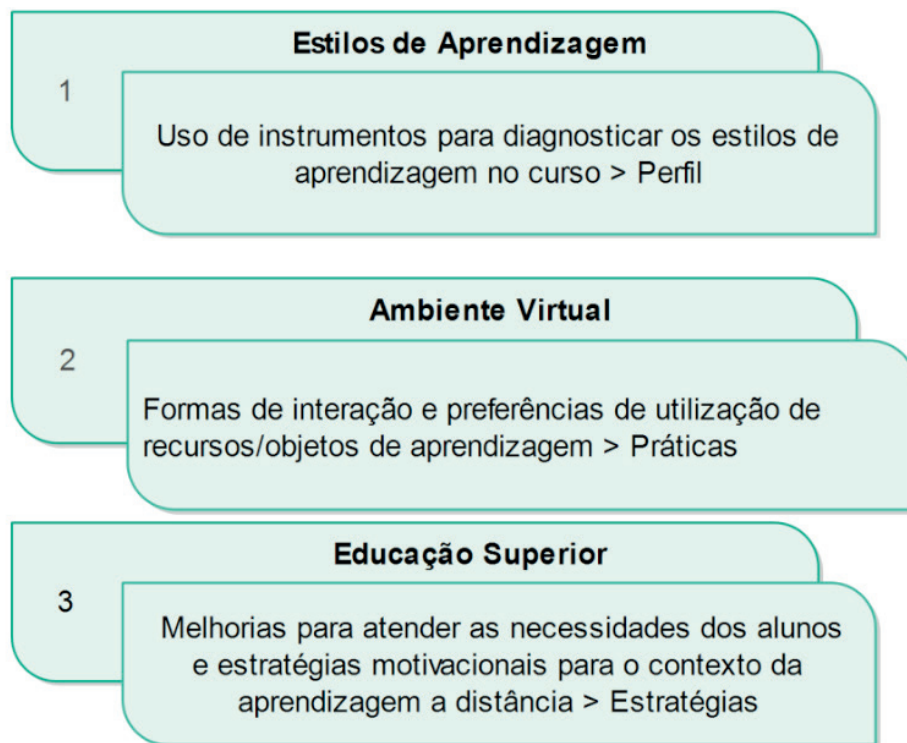 Estilos de Aprendizagem
1
Uso de instrumentos para diagnosticar os estilos de
aprendizagem no curso > Perfil
Ambiente Virtual
2
Formas de interação e preferências de utilização de
recursos/objetos de aprendizagem > Práticas
Educação Superior
3
Melhorias para atender as necessidades dos alunos
e estratégias motivacionais para o contexto da
aprendizagem a distância > Estratégias